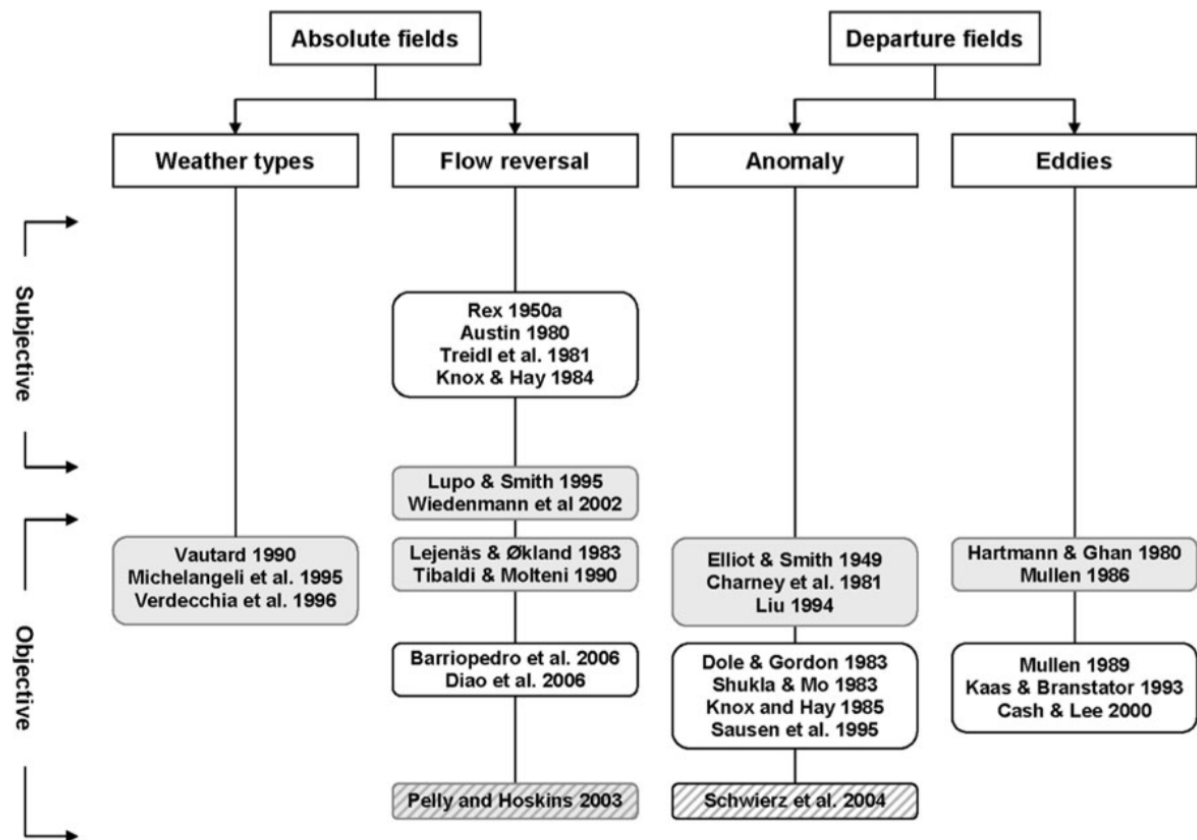 Absolute fields
Departure fields
Weather types
Flow reversal
Anomaly
Eddies
Subjective
Rex 1950a
Austin 1980
Treidl et al. 1981
Knox & Hay 1984
Lupo & Smith 1995
Wiedenmann et al 2002
Objective
Vautard 1990
Michelangeli et al. 1995
Verdecchia et al. 1996
Lejenäs & Økland 1983
Tibaldi & Molteni 1990
Elliot & Smith 1949
Charney et al. 1981
Liu 1994
Hartmann & Ghan 1980
Mullen 1986
Barriopedro et al. 2006
Diao et al. 2006
Dole & Gordon 1983
Shukla & Mo 1983
Knox and Hay 1985
Sausen et al. 1995
Mullen 1989
Kaas & Branstator 1993
Cash & Lee 2000
Pelly and Hoskins 2003
Schwierz et al. 2004